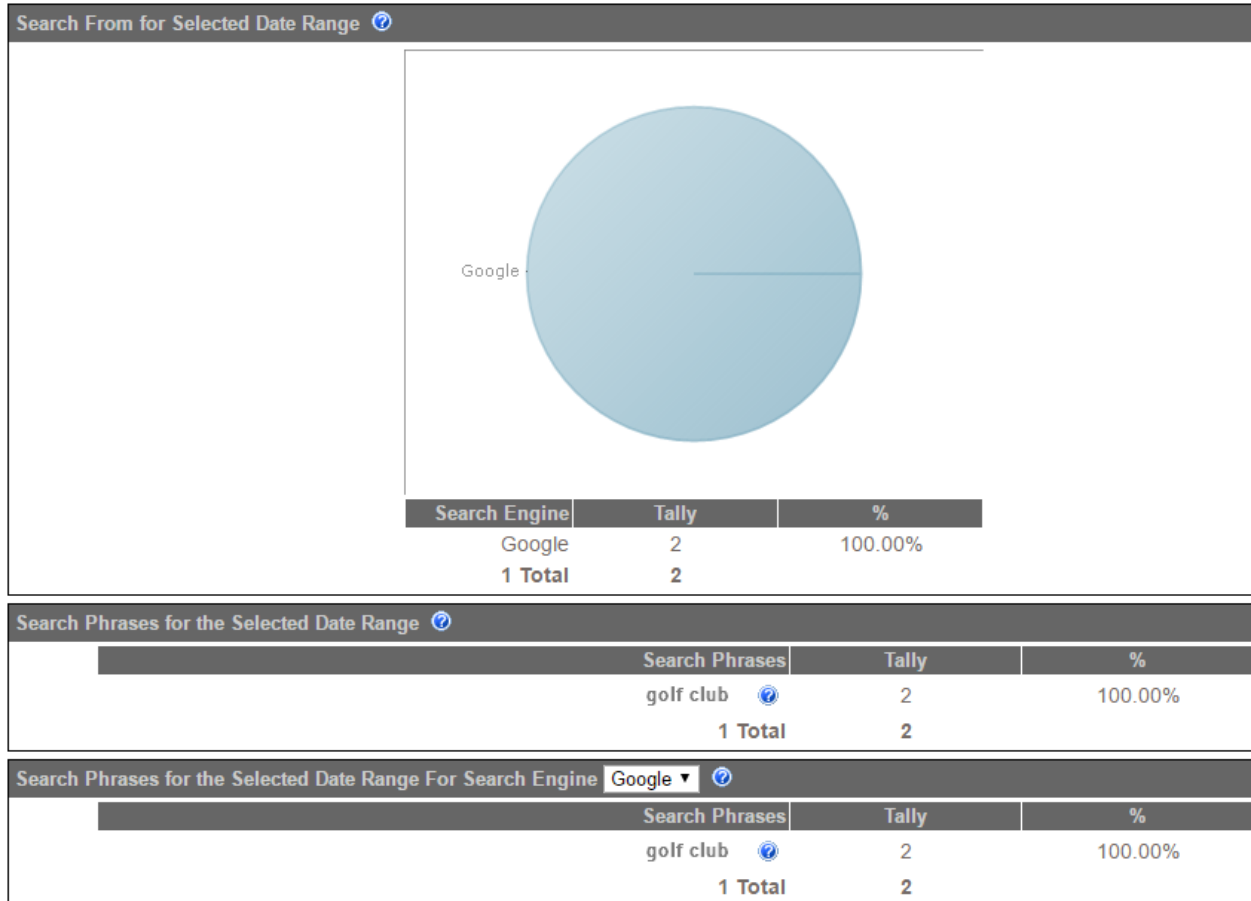 Search From for Selected Date Range
Google
Search Engine Tally %
Google 2 100.00%
1 Total 2
Search Phrases for the Selected Date Range
Search Phrases Tally %
golf club 2 100.00%
1 Total 2
Search Phrases for the Selected Date Range For Search Engine Google
Search Phrases Tally %
golf club 2 100.00%
1 Total 2